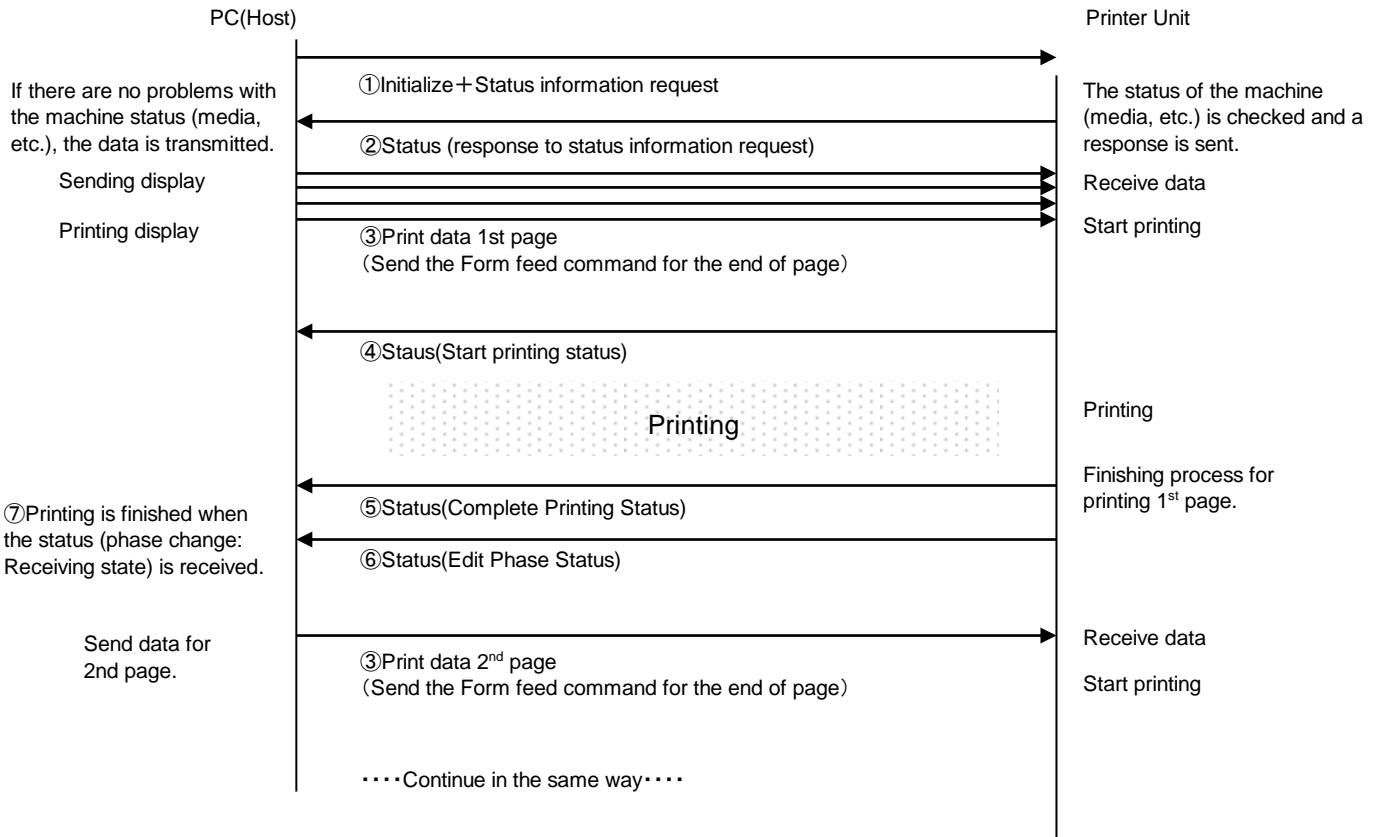 PC(Host)
Printer Unit
①Initialize＋Status information request
If there are no problems with
the machine status (media,
etc.), the data is transmitted.
The status of the machine
(media, etc.) is checked and a
response is sent.
②Status (response to status information request)
Sending display
Receive data
Printing display
Start printing
③Print data 1st page
（Send the Form feed command for the end of page）
④Staus(Start printing status)
Printing
Printing
Finishing process for
printing 1st page.
⑤Status(Complete Printing Status)
⑦Printing is finished when
the status (phase change:
Receiving state) is received.
⑥Status(Edit Phase Status)
Send data for
2nd page.
Receive data
③Print data 2nd page
（Send the Form feed command for the end of page）
Start printing
････Continue in the same way････